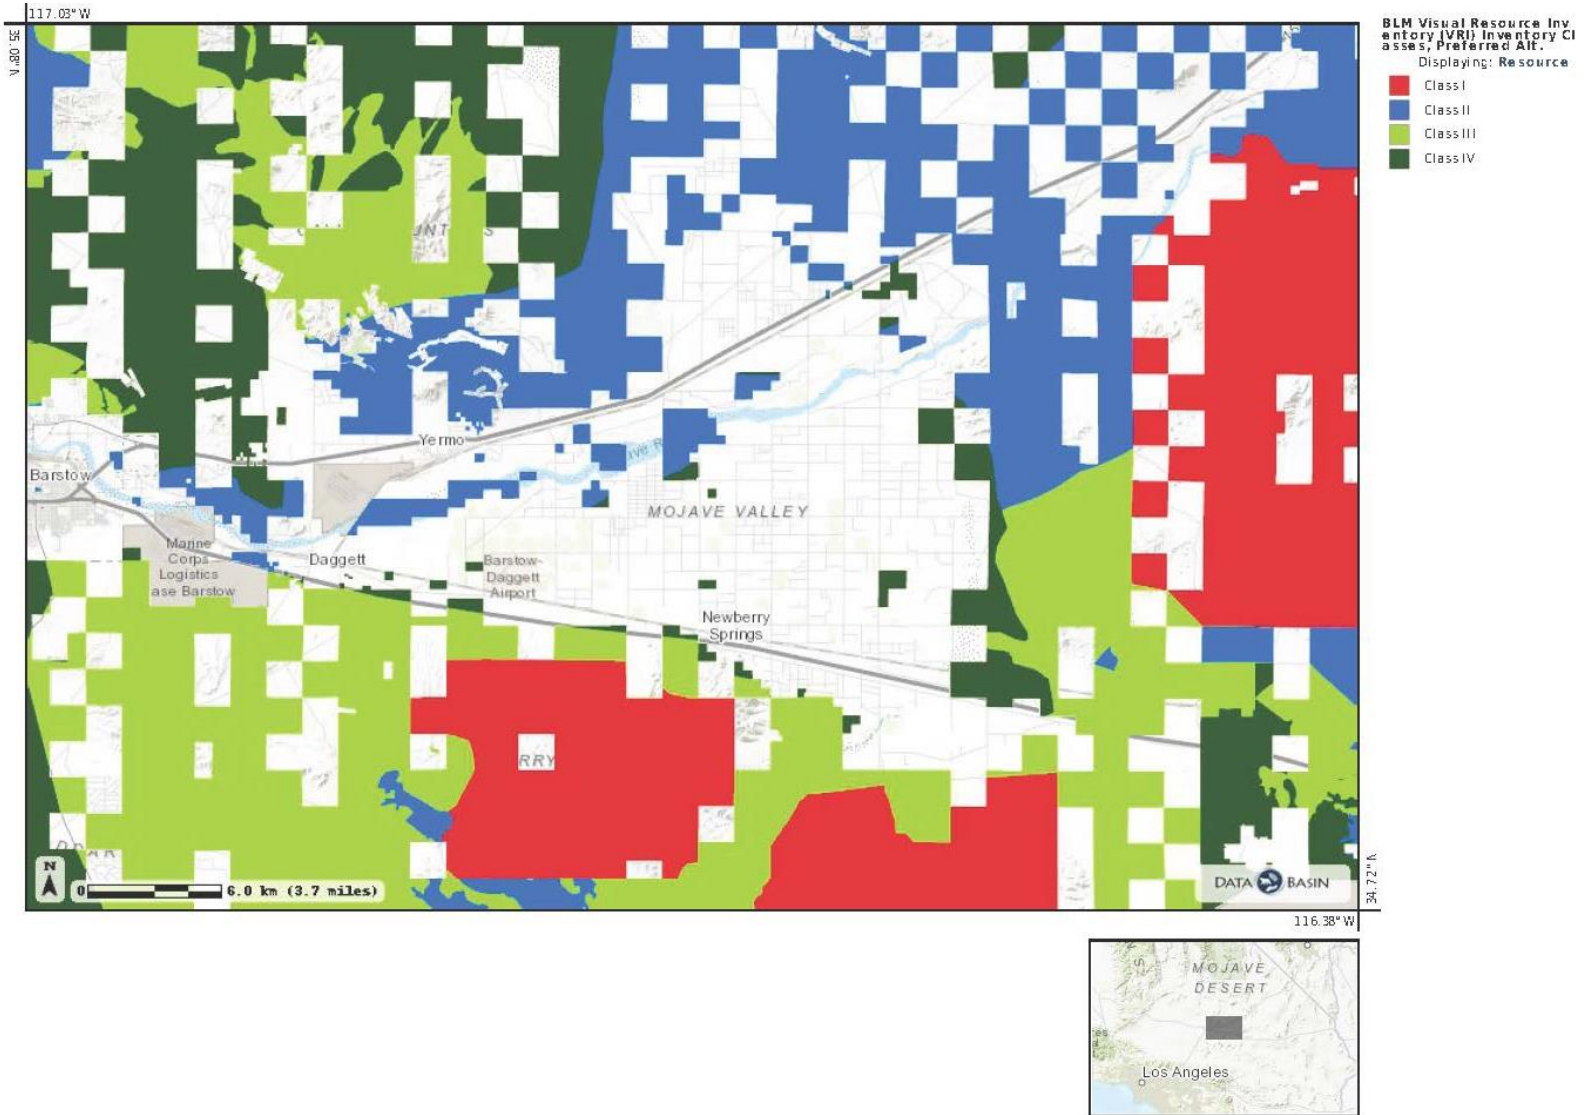 117.03° W
35.08° N
BLM Visual Resource Inv
entory (VRI) Inventory Cl
asses, Preferred Alt.
Displaying: Resource
Class I
Class II
Class III
Class IV
UNT
S
Yermo
ave R
Barstow
MOJAVE VALLEY
Marine
Corps
Logistics
ase Barstow
Daggett
Barstow-
Daggett
Airport
Newberry
Springs
RRY
N
0
6.0 km (3.7 miles)
DATA BASIN
34.72° N
116.38° W
MOJAVE
DESERT
Los Angeles